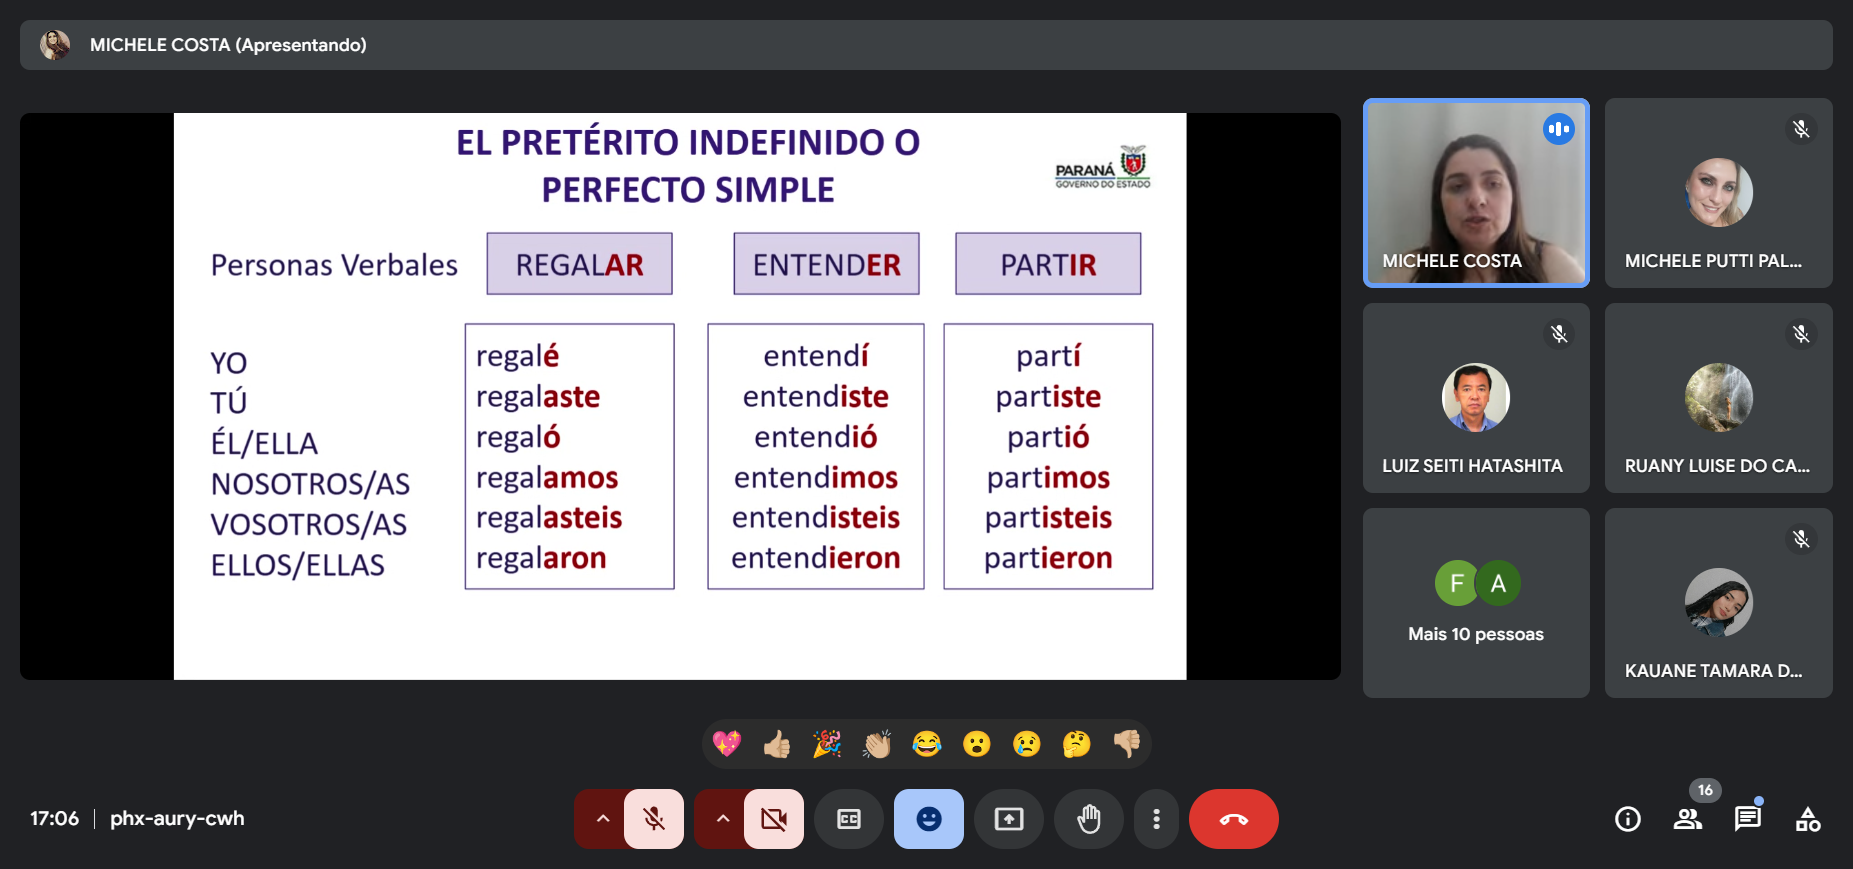 MICHELE COSTA (Apresentando)
EL PRETÉRITO INDEFINIDO O
PERFECTO SIMPLE
PARANÁ
GOVERNO DO ESTADO
Personas Verbales
REGALAR
ENTENDER
PARTIR
YO
TÚ
ÉL/ELLA
NOSOTROS/AS
VOSOTROS/AS
ELLOS/ELLAS
regalé
regalaste
regaló
regalamos
regalasteis
regalaron
entendí
entendiste
entendió
entendimos
entendisteis
entendieron
partí
partiste
partió
partimos
partisteis
partieron
MICHELE COSTA
MICHELE PUTTI PAL...
LUIZ SEITI HATASHITA
RUANY LUISE DO CA...
F A
Mais 10 pessoas
KAUANE TAMARA D...
17:06 | phx-aury-cwh
CC
16